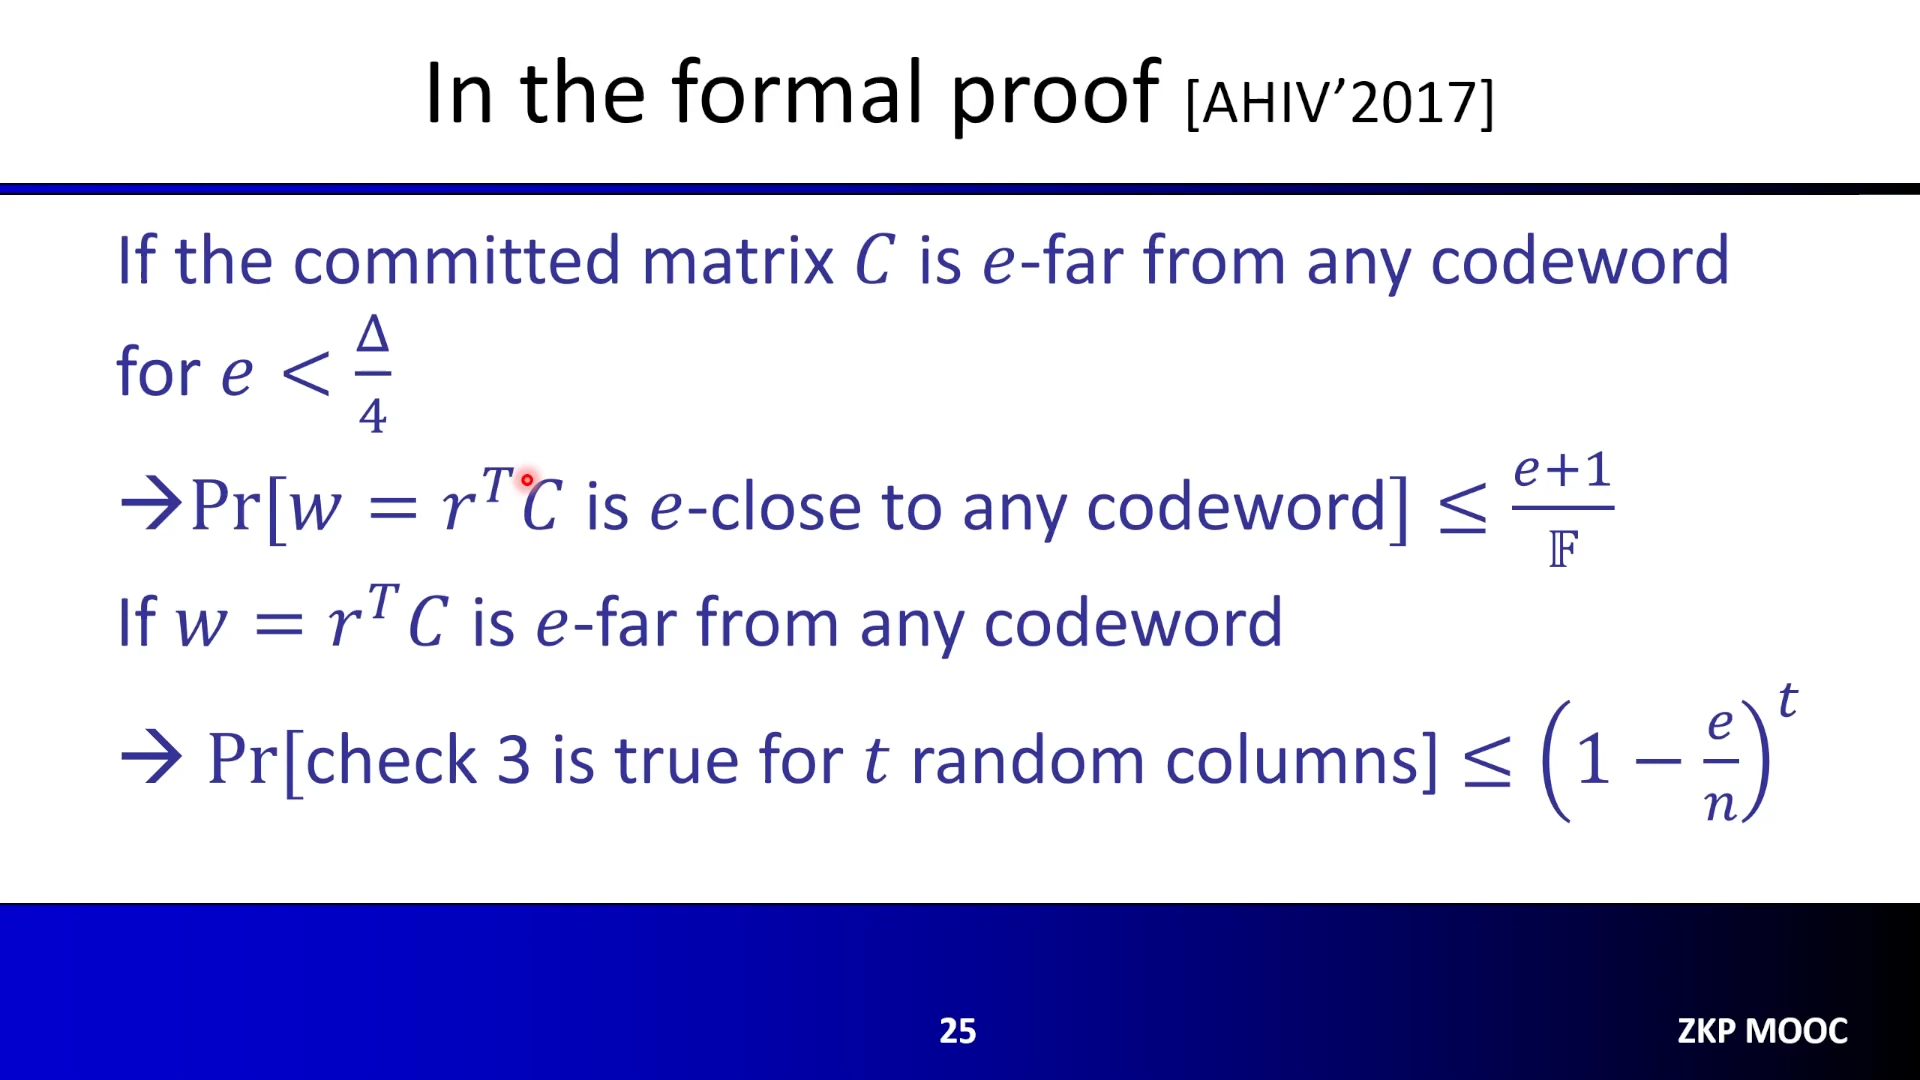 In the formal proof [AHIV’2017]
If the committed matrix C is e-far from any codeword
for e < Δ/4
→Pr[w = r^T C is e-close to any codeword] ≤ (e+1)/𝔽
If w = r^T C is e-far from any codeword
→ Pr[check 3 is true for t random columns] ≤ (1 − e/n)^t
25
ZKP MOOC